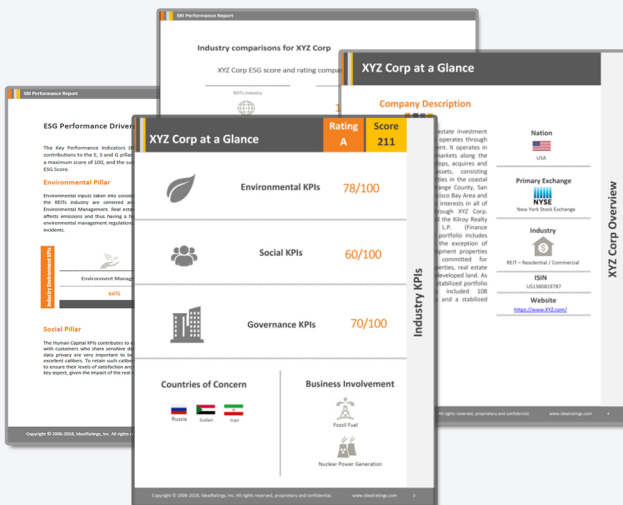 SRI Performance Report
Industry comparisons for XYZ Corp
XYZ Corp ESG score and rating compa
REITs Industry
SRI Performance Report
ESG Performance Driver
The Key Performance Indicators (K
contributions to the E, S and G pillar
a maximum score of 100, and the su
ESG Score.
Environmental Pillar
Environmental inputs taken into consi
the REITs industry are centered a
Environmental Management. Real estat
affects emissions and thus having a f
environmental management regulation
incidents.
Industry Environment KPIs
Environment Manag
66%
Social Pillar
The Human Capital KPIs contributes to o
with customers who share sensitive da
data privacy are very important to be
excellent calibers. To retain such calibe
to ensure their levels of satisfaction are
key aspect, given the impact of the real
Copyright © 2006-2018, IdealRatings, Inc. All rights r
XYZ Corp at a Glance
Rating
A
Score
211
Environmental KPIs
78/100
Social KPIs
60/100
Governance KPIs
70/100
Industry KPIs
Countries of Concern
Russia
Sudan
Iran
Business Involvement
Fossil Fuel
Nuclear Power Generation
Copyright © 2006-2018, IdealRatings, Inc. All rights reserved, proprietary and confidential.
www.idealratings.com
XYZ Corp at a Glance
Company Description
estate investment
operates through
ent. It operates in
markets along the
lops, acquires and
assets, consisting
ties in the coastal
ange County, San
cisco Bay Area and
interests in all of
rough XYZ Corp.
d the Kilroy Realty
L.P. (Finance
portfolio includes
the exception of
opment properties
committed for
perties, real estate
developed land. As
stabilized portfolio
included 108
and a stabilized
Nation
USA
Primary Exchange
NYSE
New York Stock Exchange
Industry
REIT – Residential / Commercial
ISIN
US1380819787
Website
https://www.XYZ.com/
XYZ Corp Overview
All rights reserved, proprietary and confidential.
www.idealratings.com